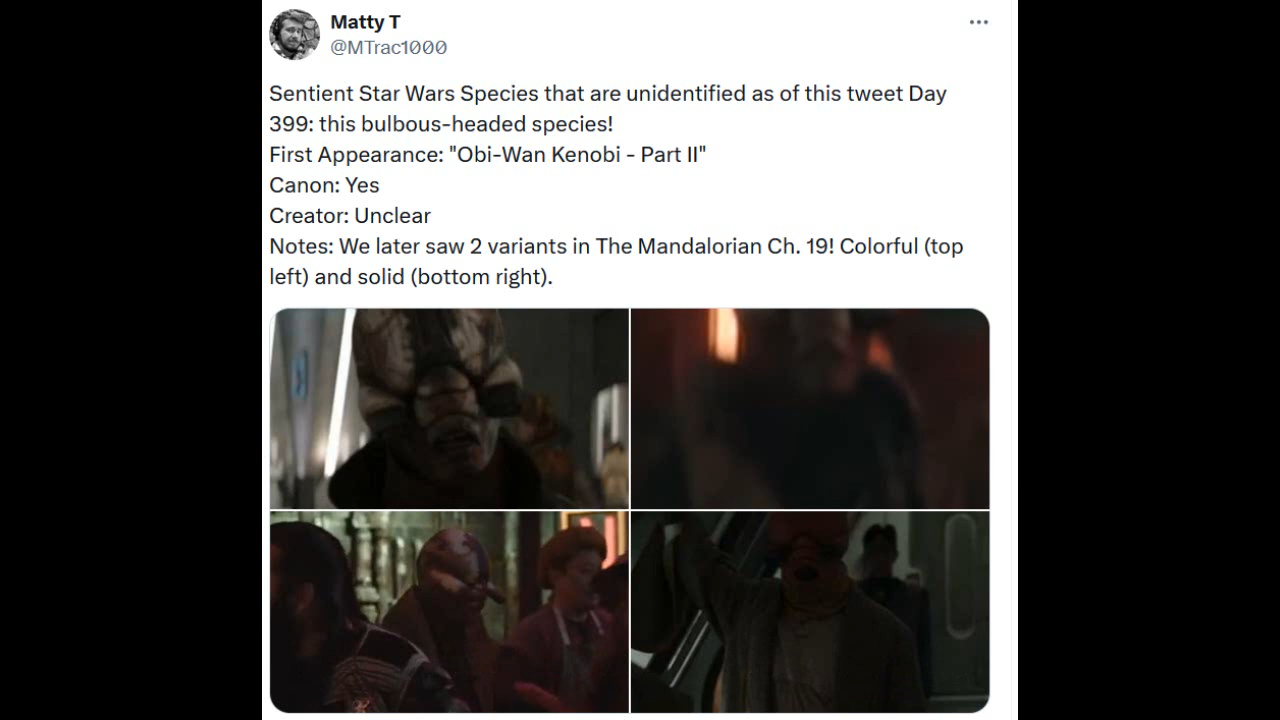 Matty T
@MTrac1000
Sentient Star Wars Species that are unidentified as of this tweet Day
399: this bulbous-headed species!
First Appearance: "Obi-Wan Kenobi - Part II"
Canon: Yes
Creator: Unclear
Notes: We later saw 2 variants in The Mandalorian Ch. 19! Colorful (top
left) and solid (bottom right).